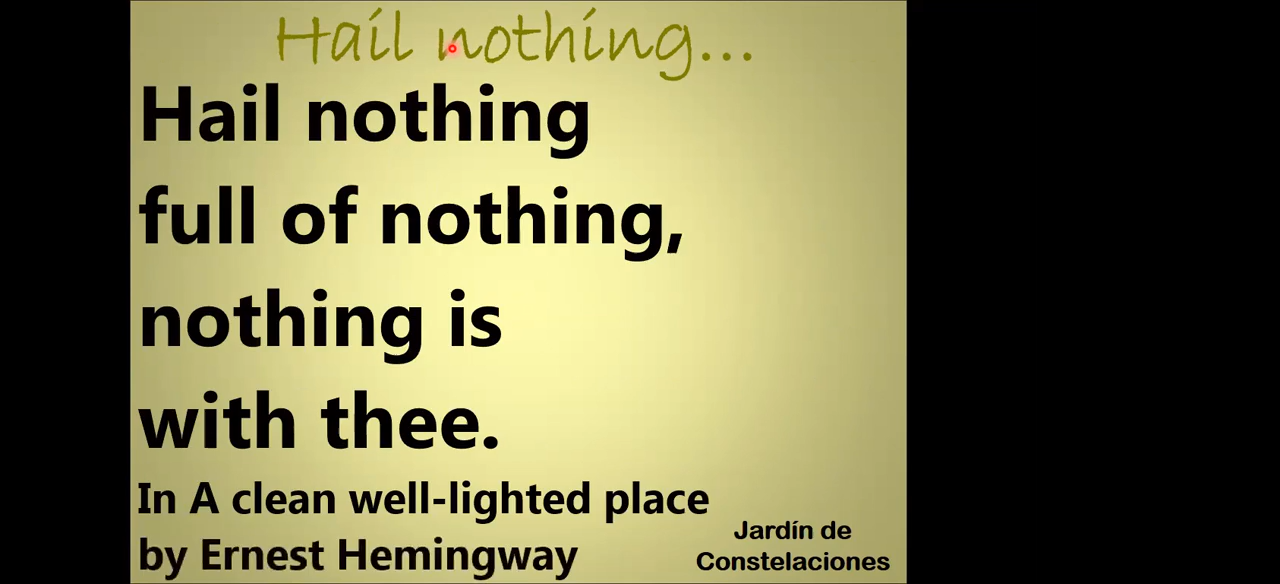 Hail nothing...
Hail nothing
full of nothing,
nothing is
with thee.
In A clean well-lighted place
by Ernest Hemingway
Jardín de
Constelaciones